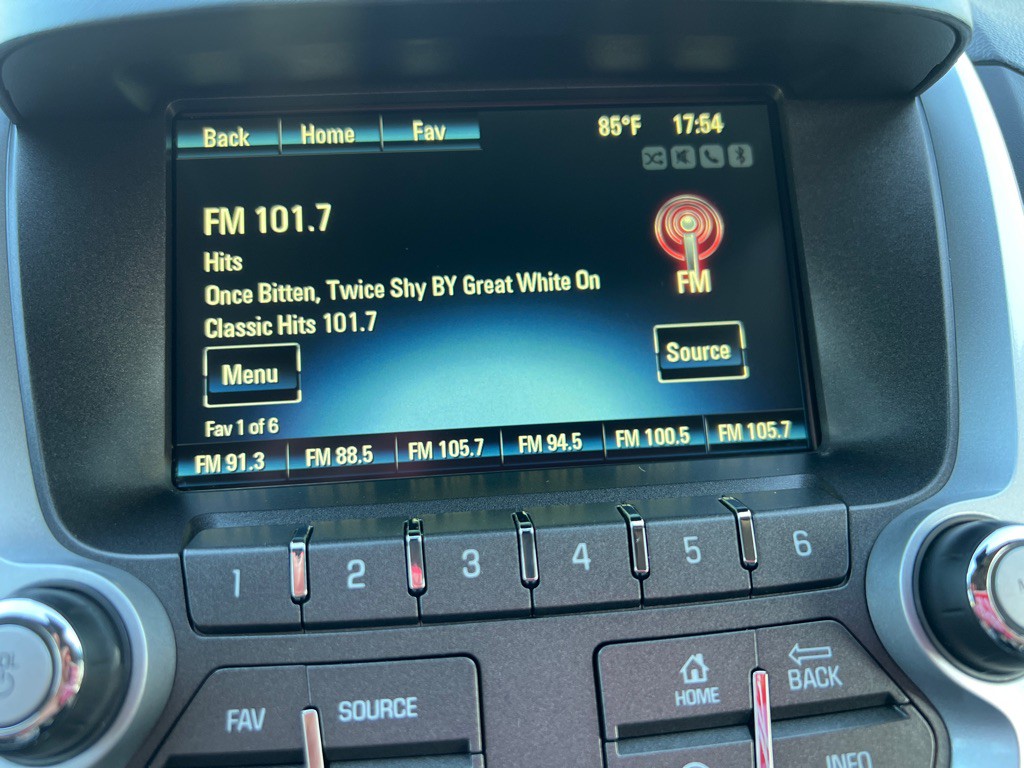 Back Home Fav 85°F 17:54
FM 101.7
Hits
Once Bitten, Twice Shy BY Great White On
Classic Hits 101.7
FM
Menu
Source
Fav 1 of 6
FM 91.3 FM 88.5 FM 105.7 FM 94.5 FM 100.5 FM 105.7
1 2 3 4 5 6
FAV SOURCE
HOME BACK
INFO